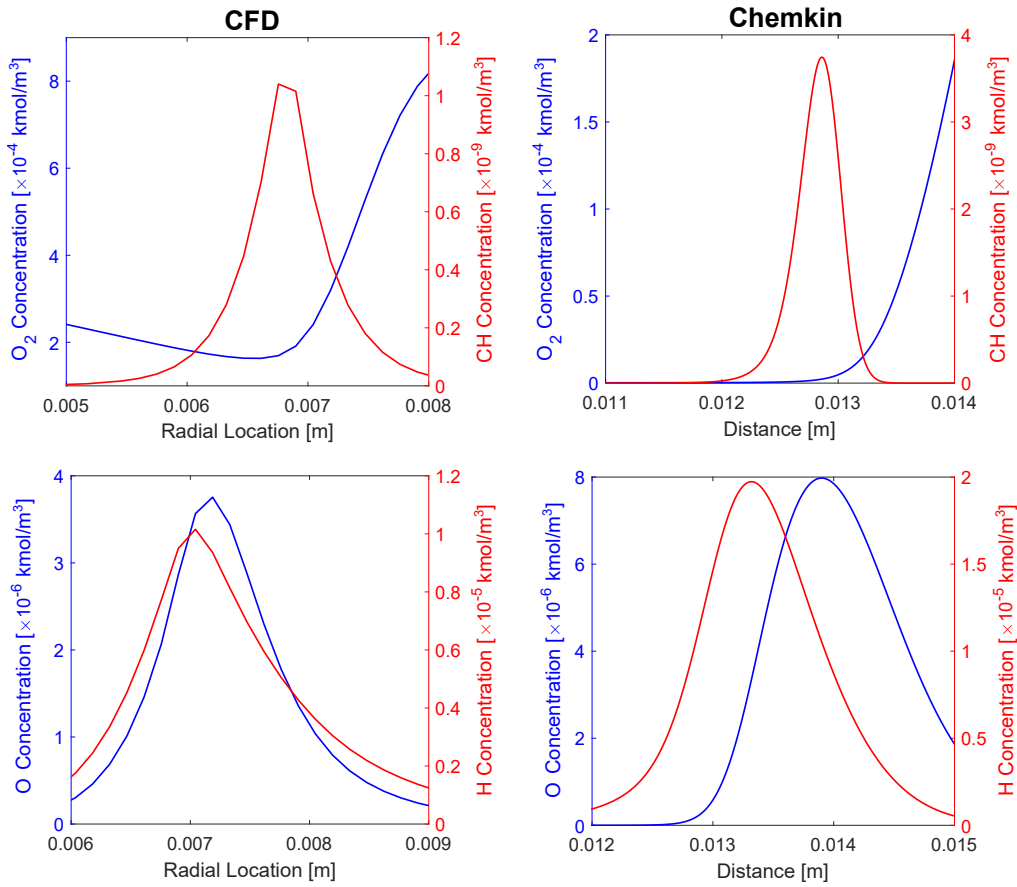 CFD
O₂ Concentration [×10⁻⁴ kmol/m³]
8
6
4
2
CH Concentration [×10⁻⁹ kmol/m³]
1.2
1
0.8
0.6
0.4
0.2
0
0.005 0.006 0.007 0.008
Radial Location [m]
Chemkin
O₂ Concentration [×10⁻⁴ kmol/m³]
2
1.5
1
0.5
0
CH Concentration [×10⁻⁹ kmol/m³]
4
3
2
1
0
0.011 0.012 0.013 0.014
Distance [m]
O Concentration [×10⁻⁶ kmol/m³]
4
3
2
1
0
H Concentration [×10⁻⁵ kmol/m³]
1.2
1
0.8
0.6
0.4
0.2
0
0.006 0.007 0.008 0.009
Radial Location [m]
O Concentration [×10⁻⁶ kmol/m³]
8
6
4
2
0
H Concentration [×10⁻⁵ kmol/m³]
2
1.5
1
0.5
0
0.012 0.013 0.014 0.015
Distance [m]